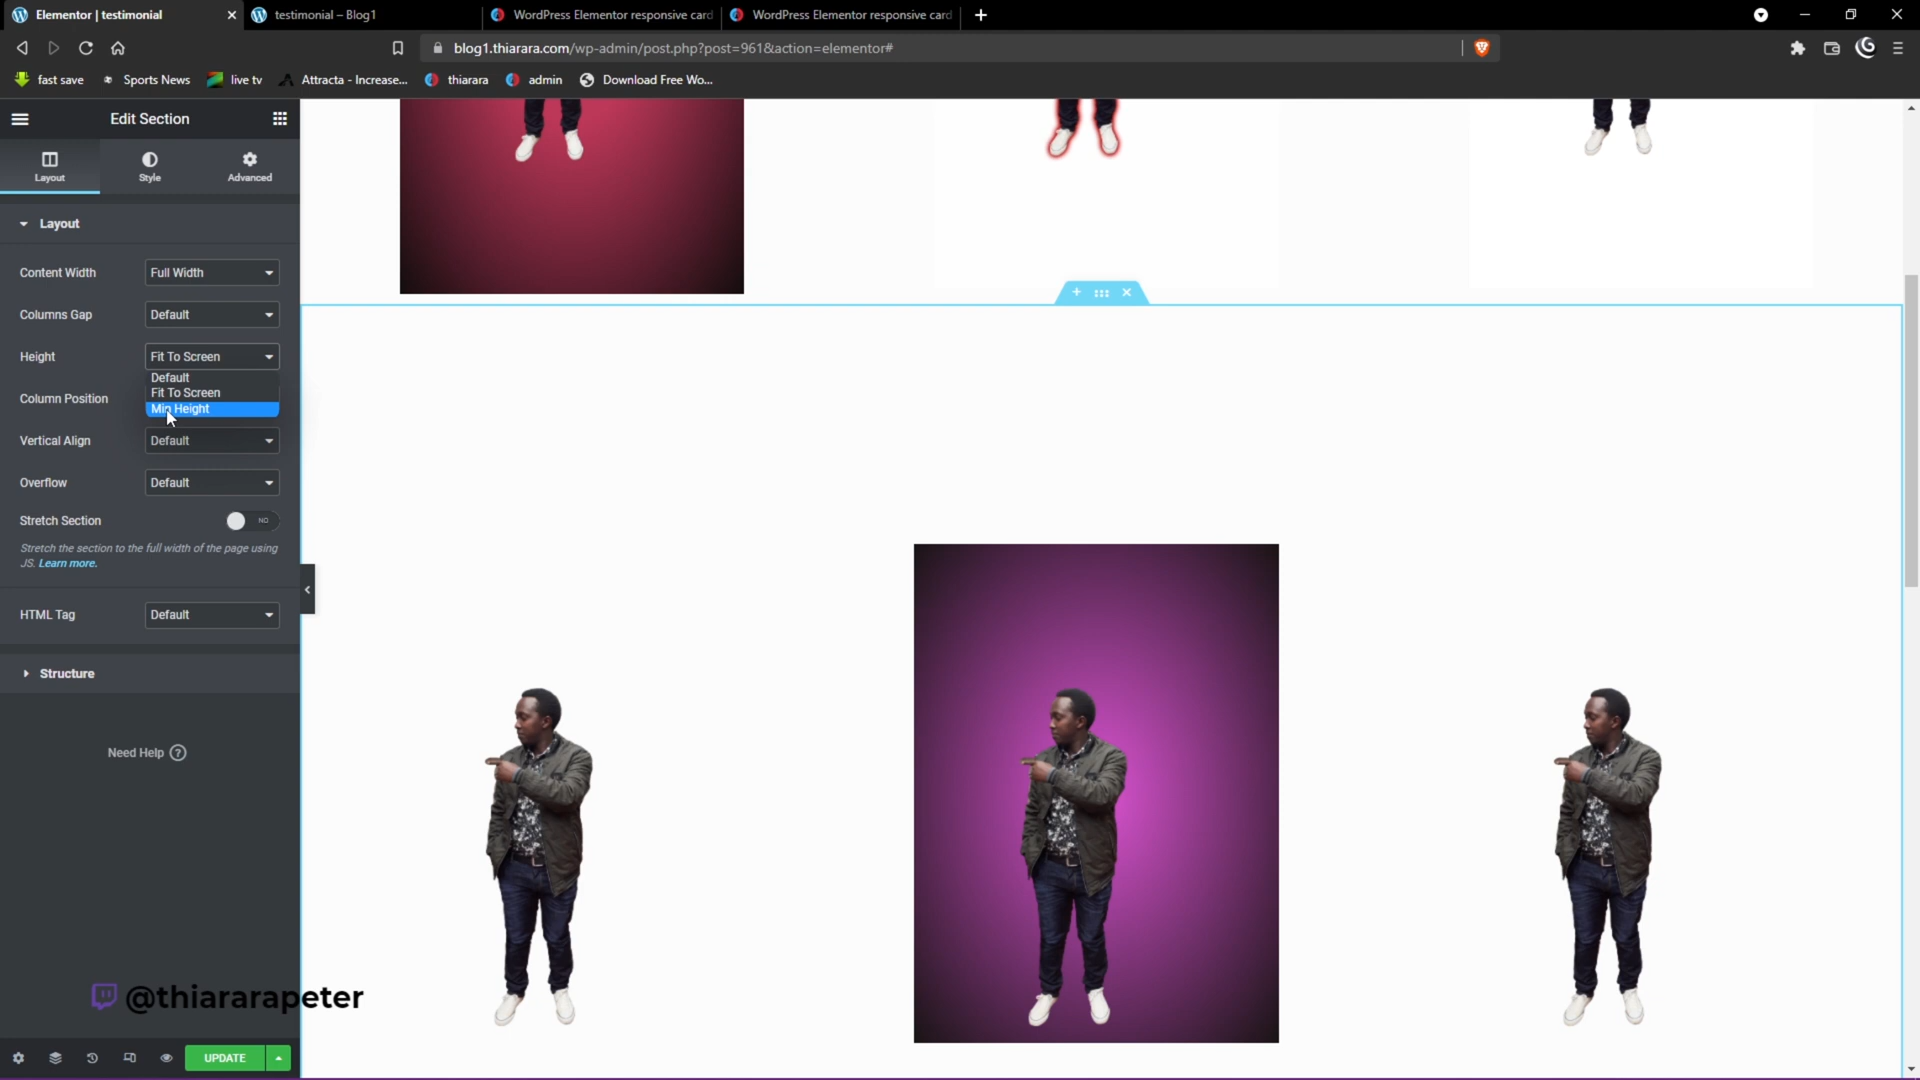 Elementor | testimonial
testimonial – Blog1
WordPress Elementor responsive card
WordPress Elementor responsive card
blog1.thiarara.com/wp-admin/post.php?post=961&action=elementor#
fast save
Sports News
live tv
Attracta - Increase...
thiarara
admin
Download Free Wo...
Edit Section
Layout
Style
Advanced
Layout
Content Width
Full Width
Columns Gap
Default
Height
Fit To Screen
Default
Fit To Screen
Min Height
Column Position
Vertical Align
Default
Overflow
Default
Stretch Section
NO
Stretch the section to the full width of the page using
JS. Learn more.
HTML Tag
Default
Structure
Need Help ?
@thiararapeter
UPDATE